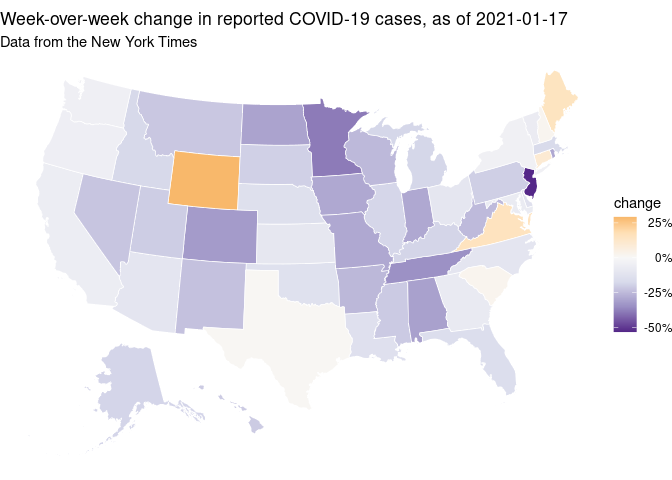 Week-over-week change in reported COVID-19 cases, as of 2021-01-17
Data from the New York Times
change
25%
0%
-25%
-50%